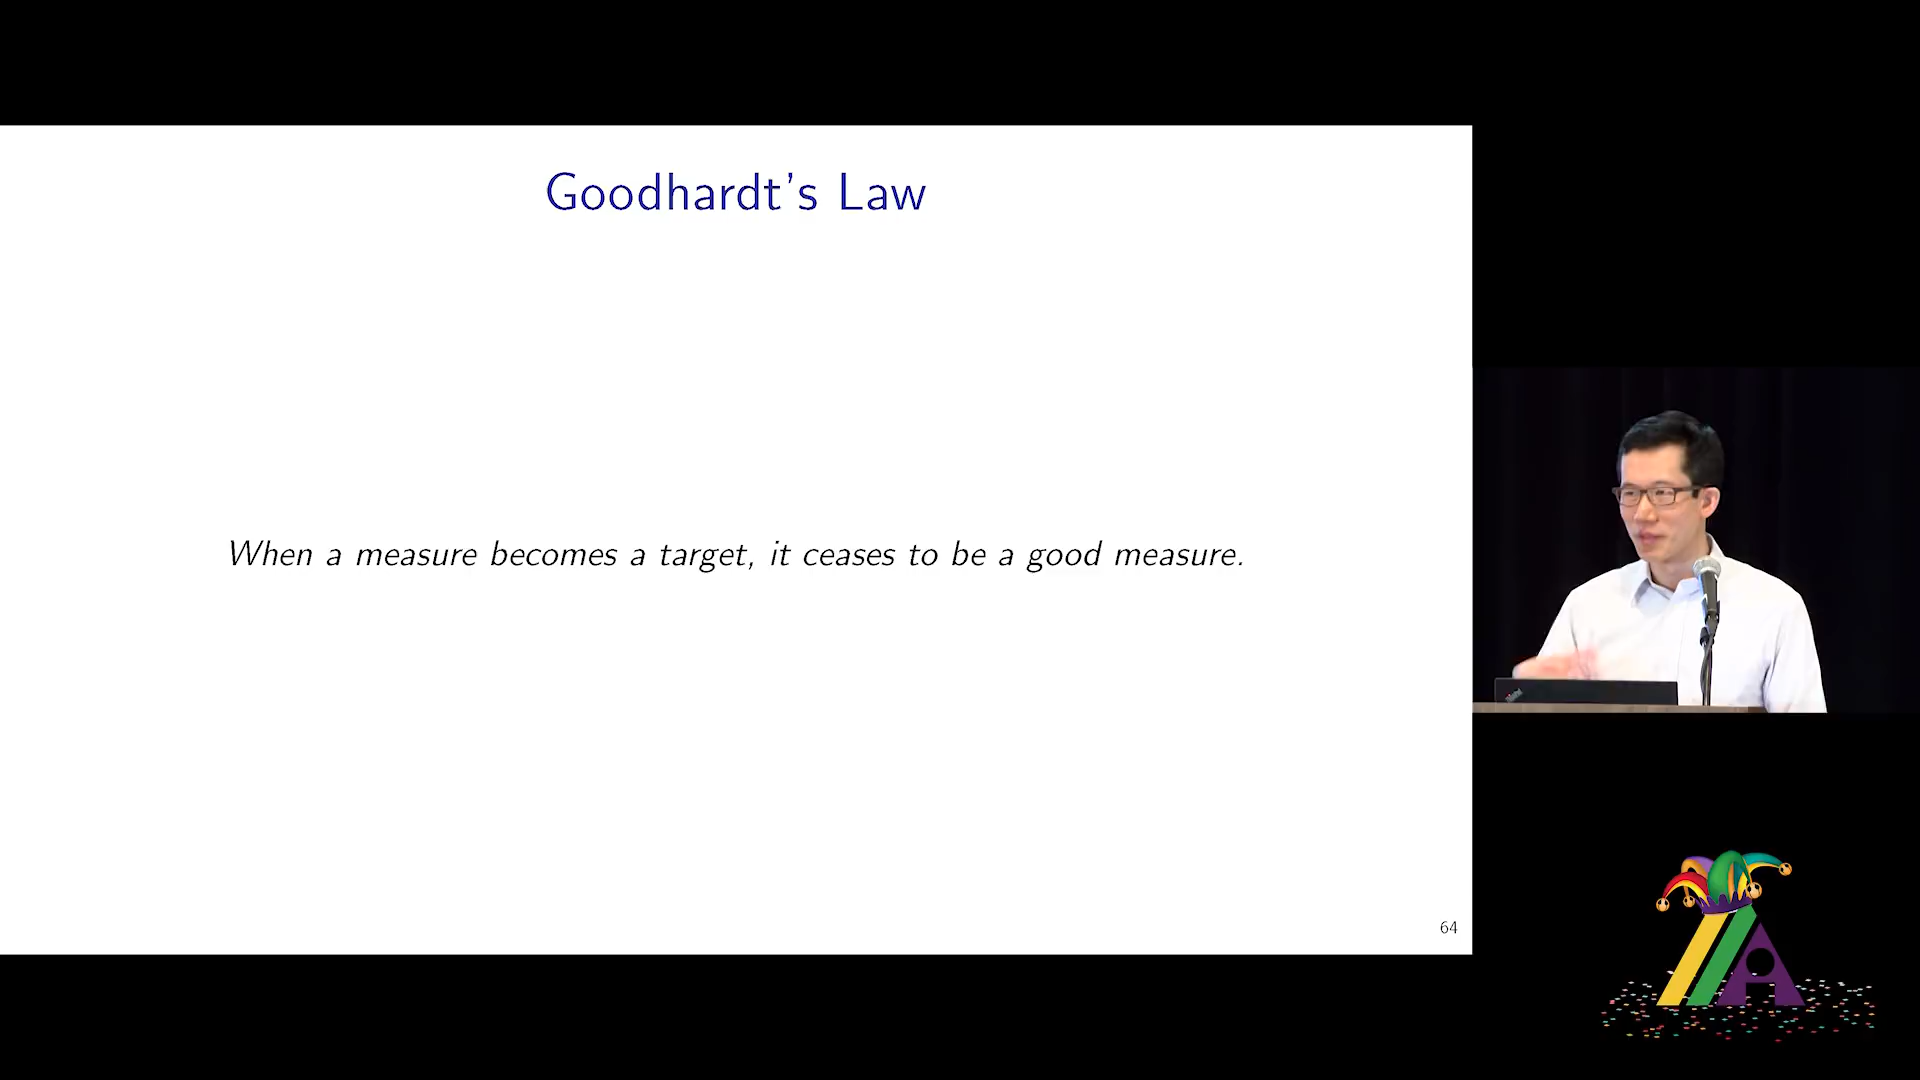 Goodhardt's Law
When a measure becomes a target, it ceases to be a good measure.
64